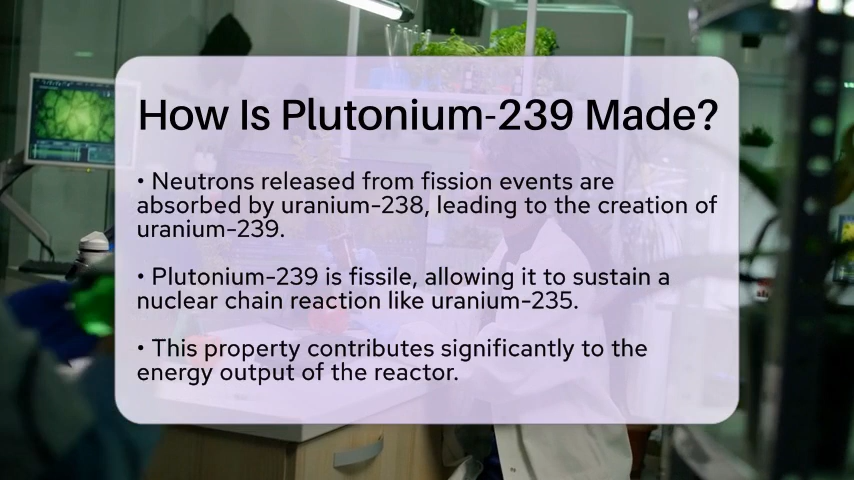 How Is Plutonium-239 Made?
• Neutrons released from fission events are
absorbed by uranium-238, leading to the creation of
uranium-239.
• Plutonium-239 is fissile, allowing it to sustain a
nuclear chain reaction like uranium-235.
• This property contributes significantly to the
energy output of the reactor.